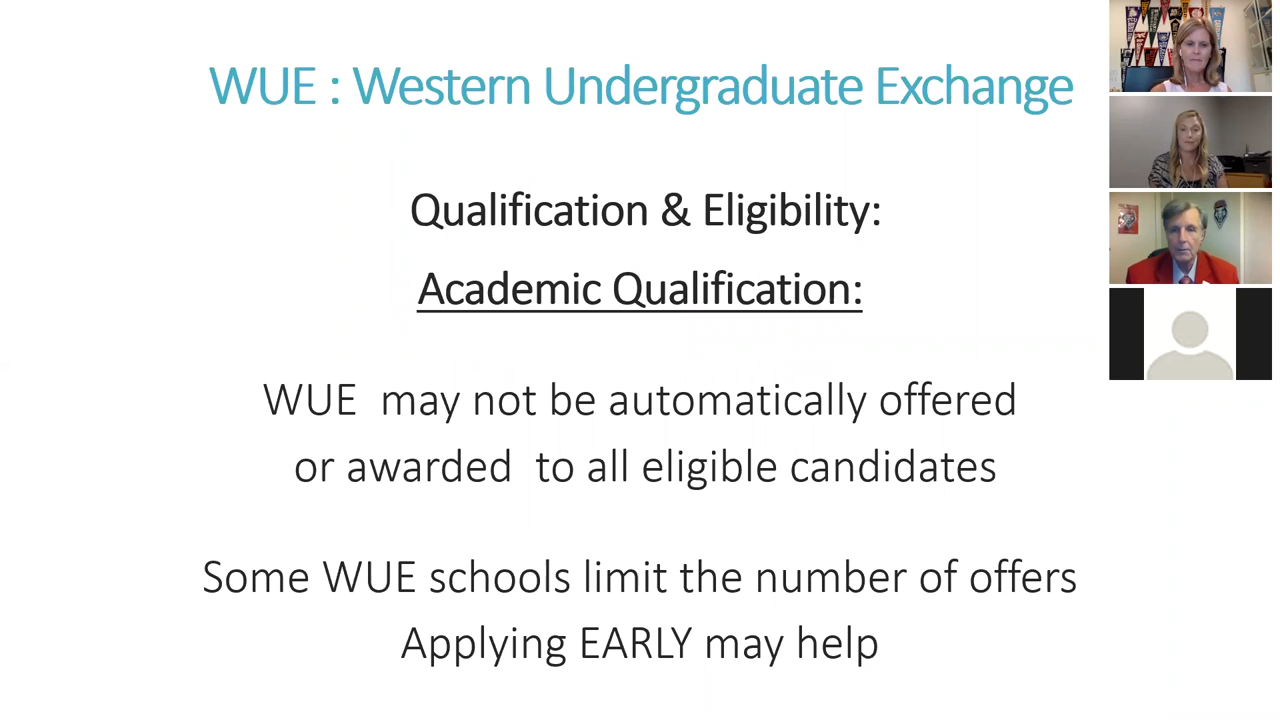 WUE : Western Undergraduate Exchange
Qualification & Eligibility:
Academic Qualification:
WUE may not be automatically offered
or awarded to all eligible candidates
Some WUE schools limit the number of offers
Applying EARLY may help